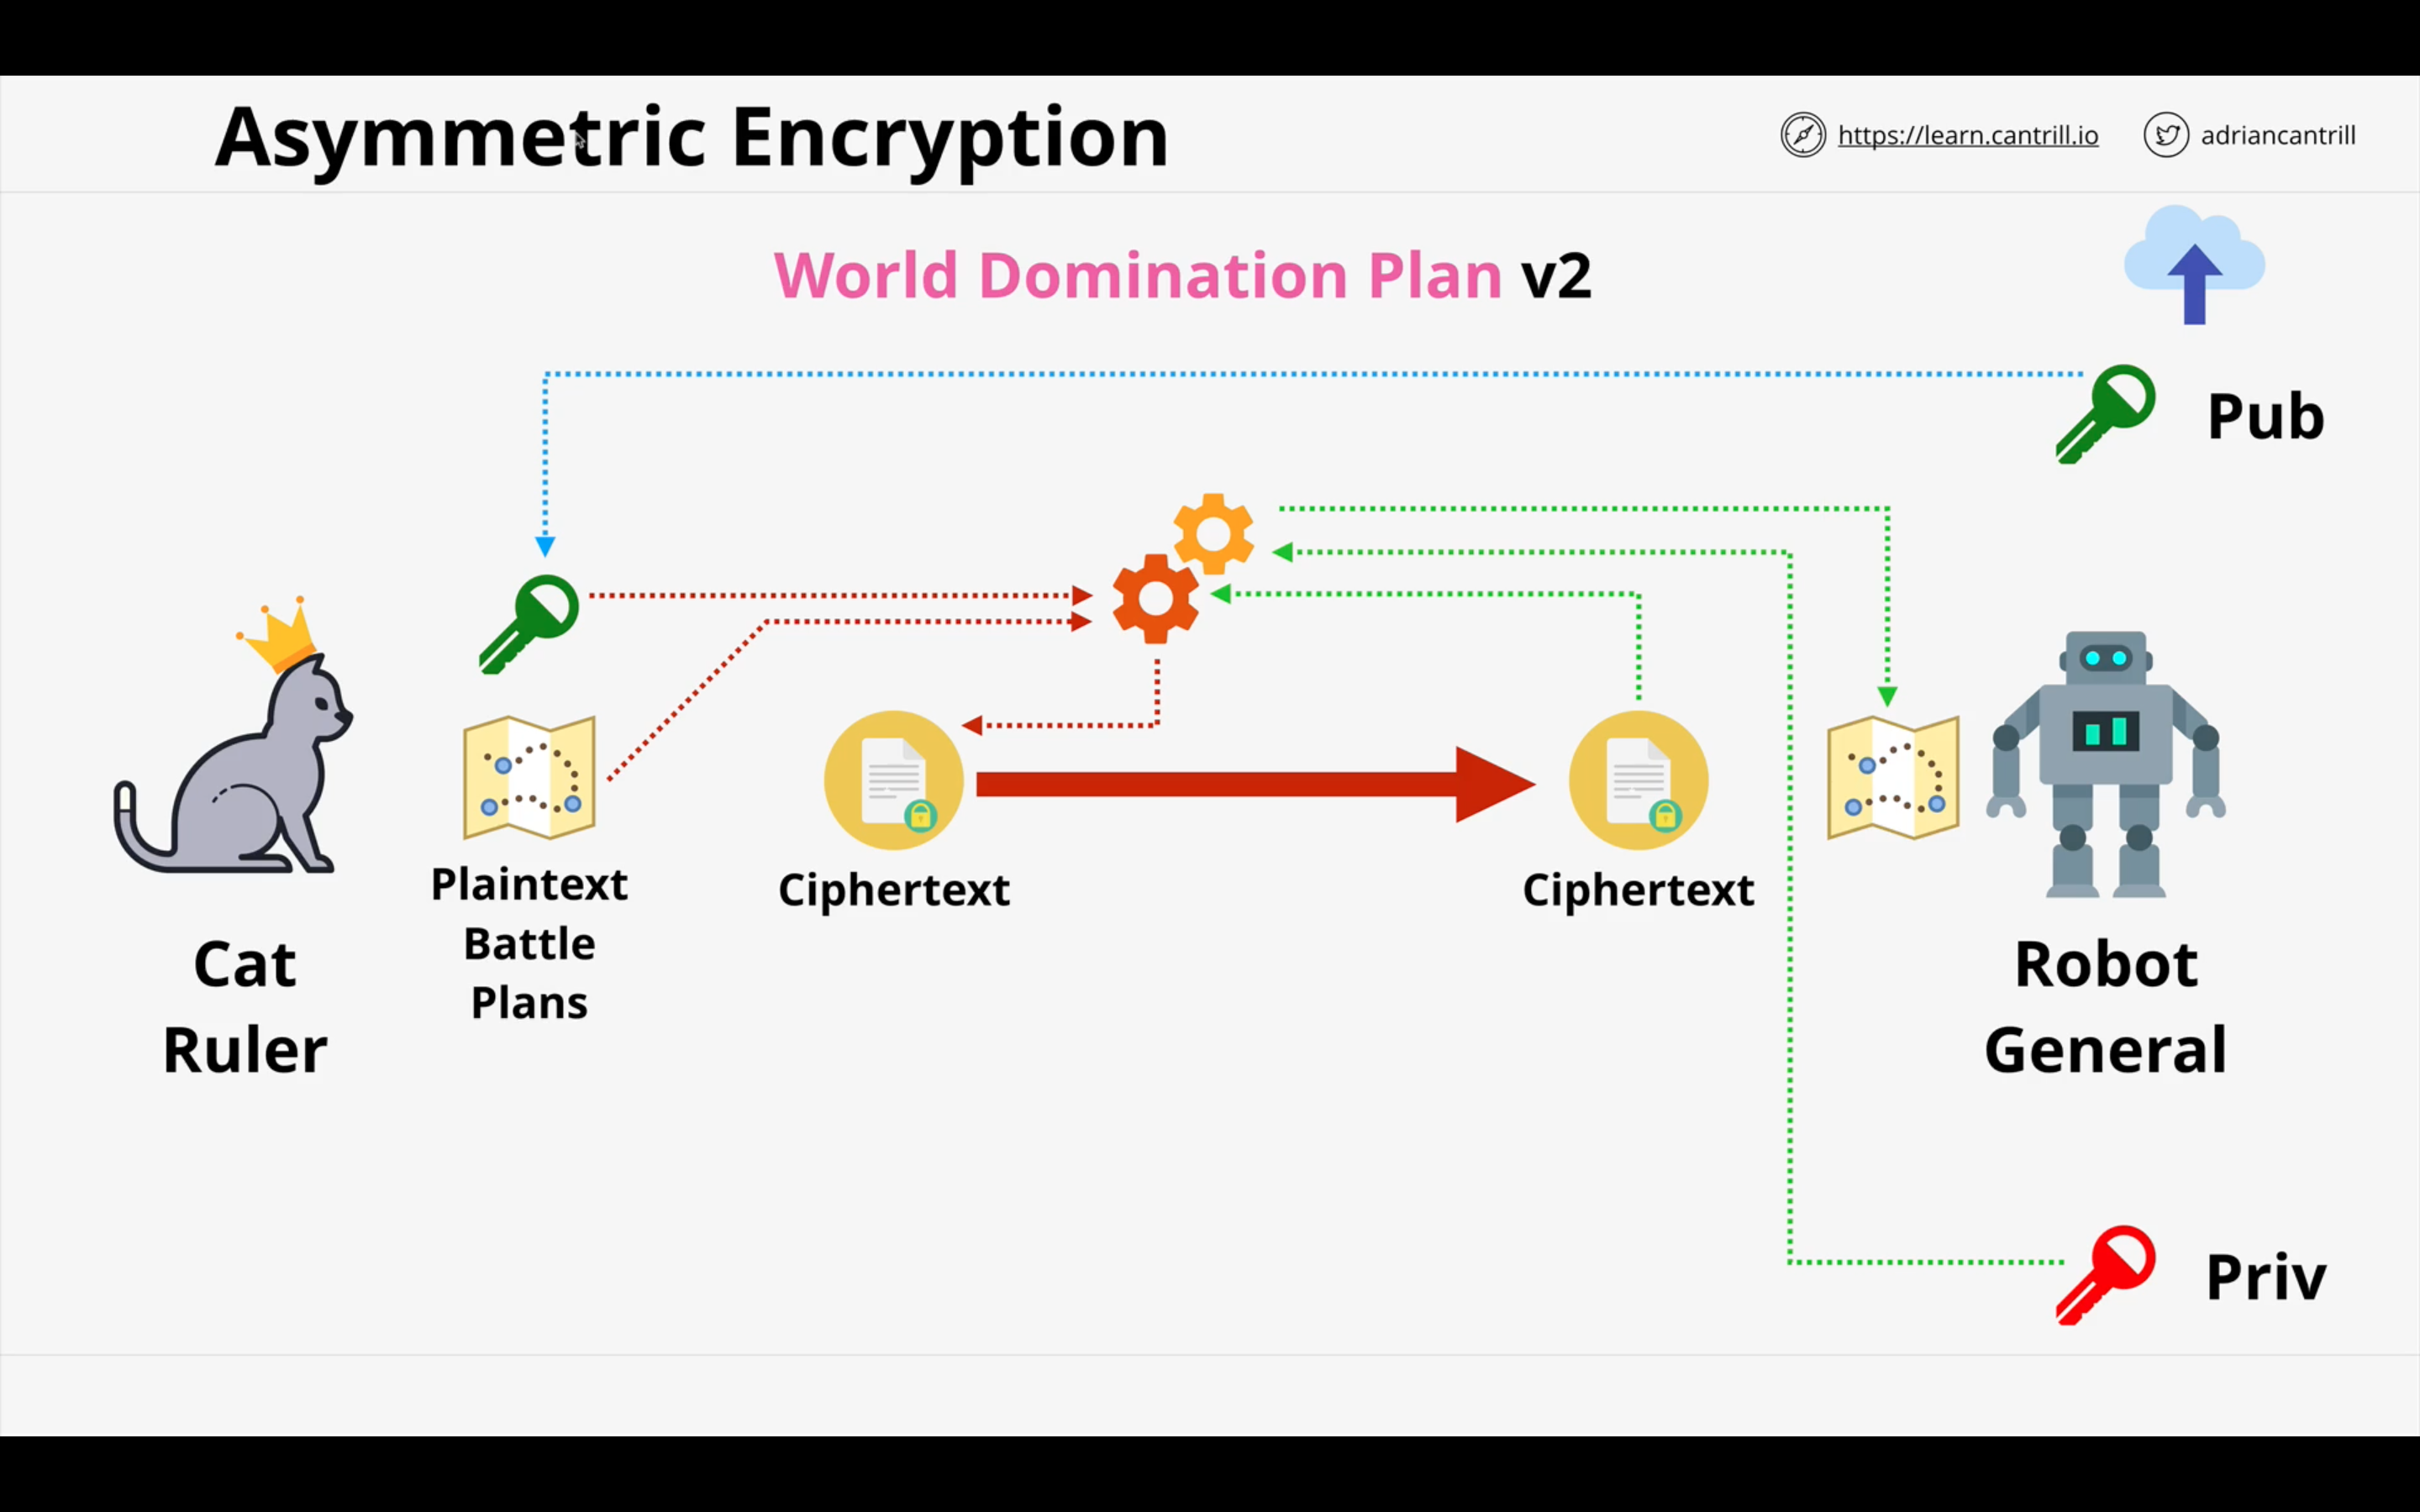 Asymmetric Encryption
https://learn.cantrill.io
adriancantrill
World Domination Plan v2
Pub
Plaintext
Battle
Plans
Ciphertext
Ciphertext
Cat
Ruler
Robot
General
Priv